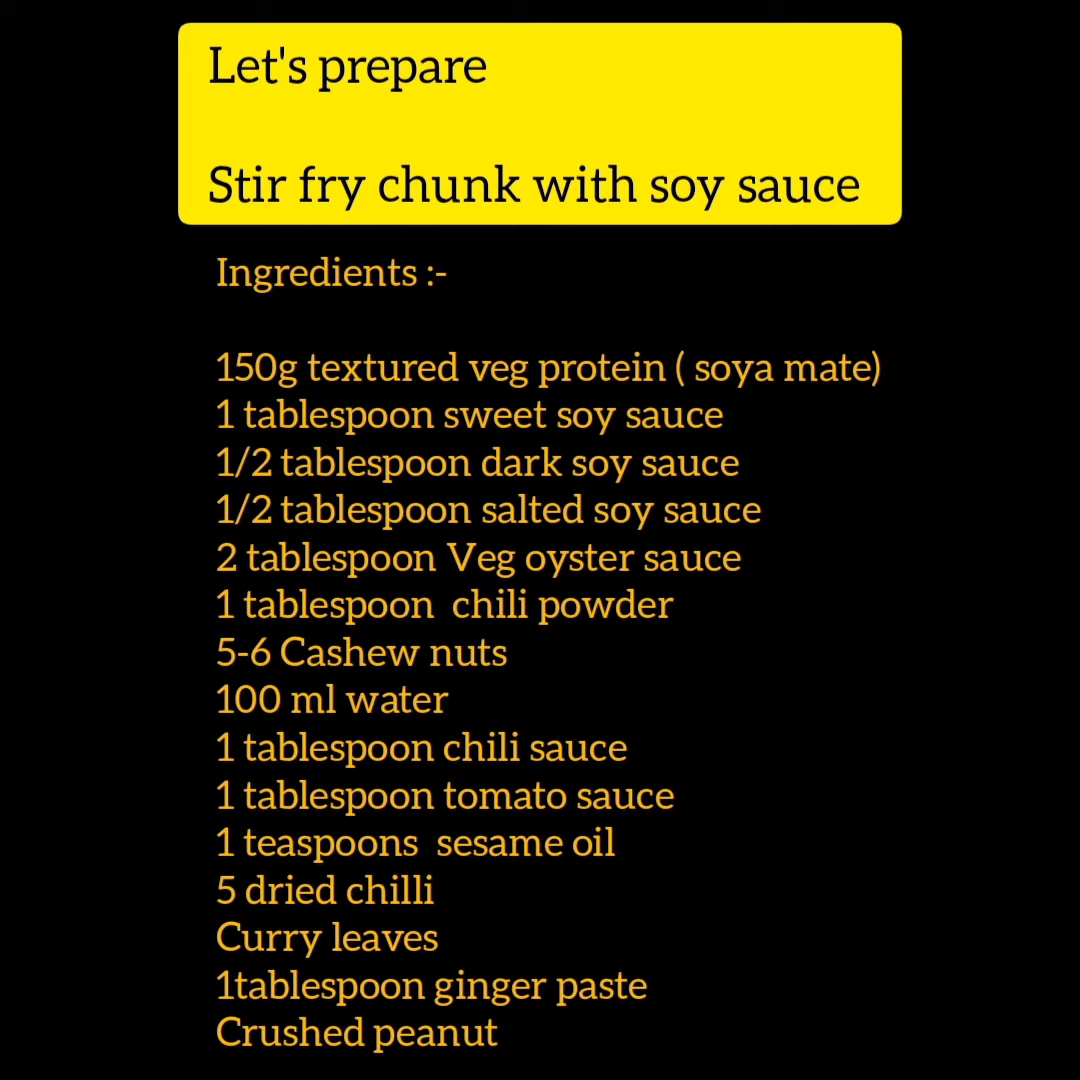 Let's prepare
Stir fry chunk with soy sauce
Ingredients :-
150g textured veg protein ( soya mate)
1 tablespoon sweet soy sauce
1/2 tablespoon dark soy sauce
1/2 tablespoon salted soy sauce
2 tablespoon Veg oyster sauce
1 tablespoon  chili powder
5-6 Cashew nuts
100 ml water
1 tablespoon chili sauce
1 tablespoon tomato sauce
1 teaspoons  sesame oil
5 dried chilli
Curry leaves
1tablespoon ginger paste
Crushed peanut